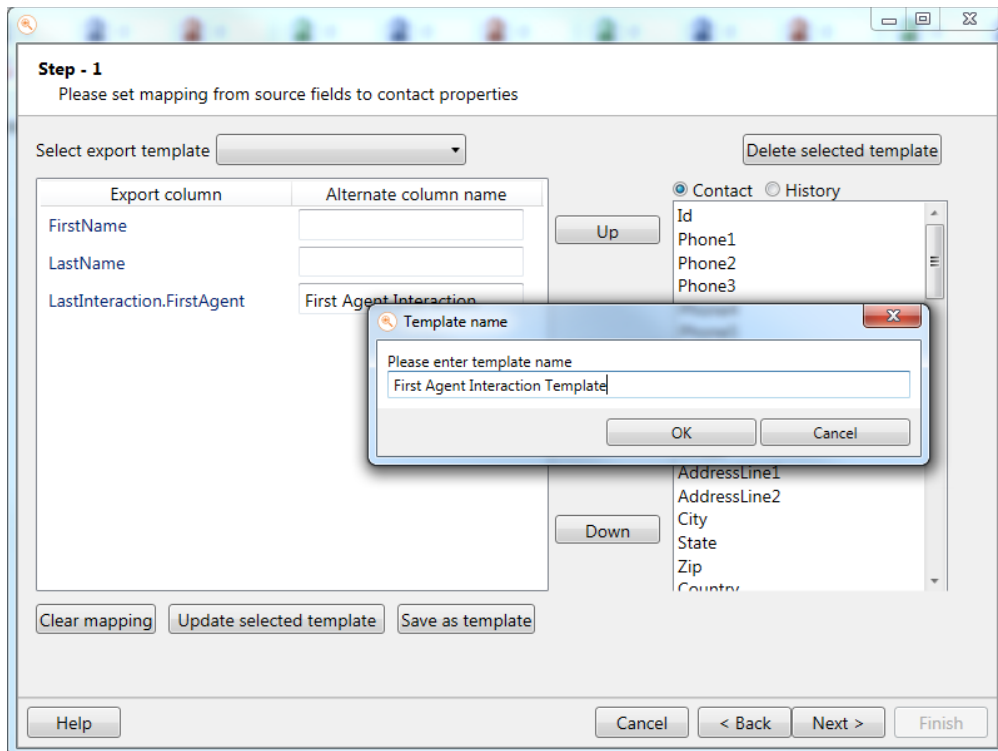 Step - 1
Please set mapping from source fields to contact properties
Select export template
Delete selected template
Export column Alternate column name
FirstName
LastName
LastInteraction.FirstAgent First Agent Interaction
Up
Down
Contact History
Id
Phone1
Phone2
Phone3
Template name
Please enter template name
First Agent Interaction Template
OK Cancel
AddressLine1
AddressLine2
City
State
Zip
Country
Clear mapping Update selected template Save as template
Help Cancel < Back Next > Finish